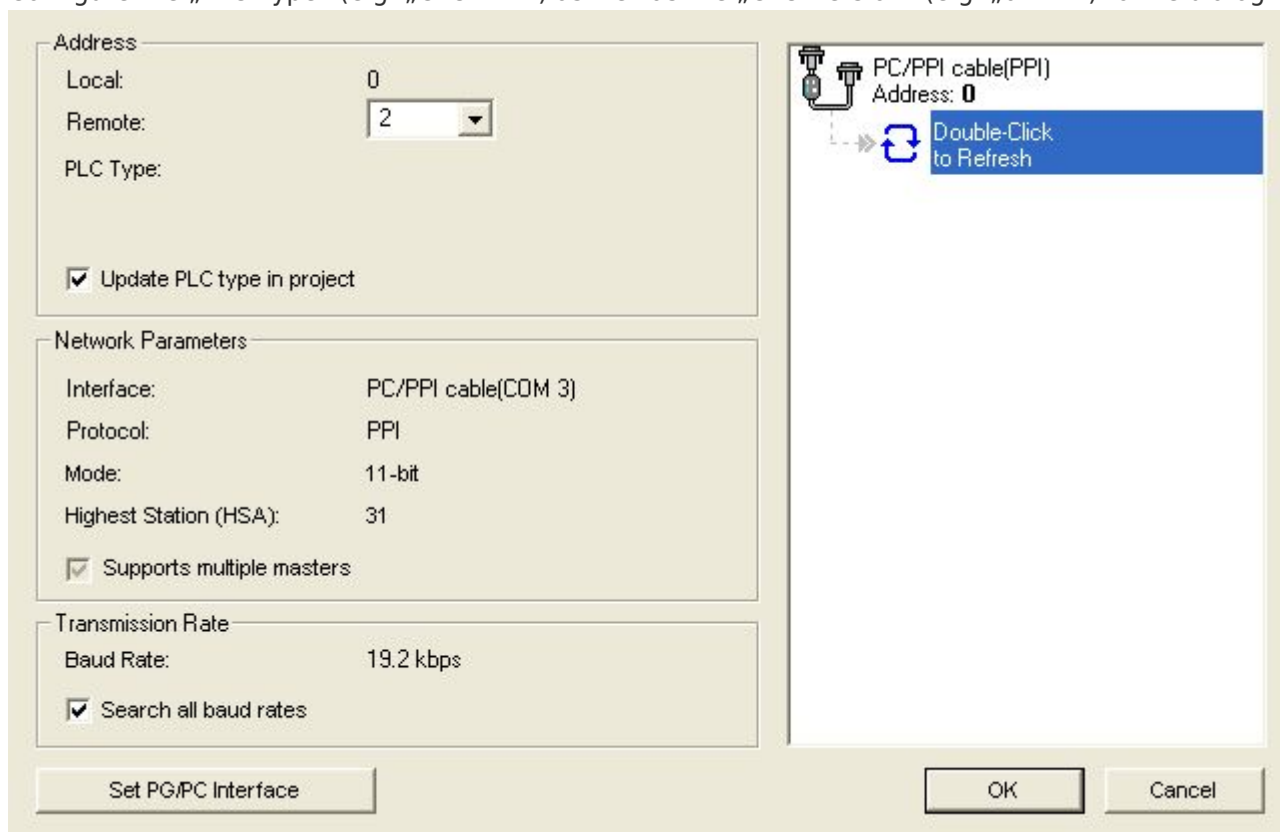 Address
Local: 0
Remote: 2
PLC Type:
Update PLC type in project
Network Parameters
Interface: PC/PPI cable(COM 3)
Protocol: PPI
Mode: 11-bit
Highest Station (HSA): 31
Supports multiple masters
Transmission Rate
Baud Rate: 19.2 kbps
Search all baud rates
Set PG/PC Interface
PC/PPI cable(PPI)
Address: 0
Double-Click
to Refresh
OK Cancel